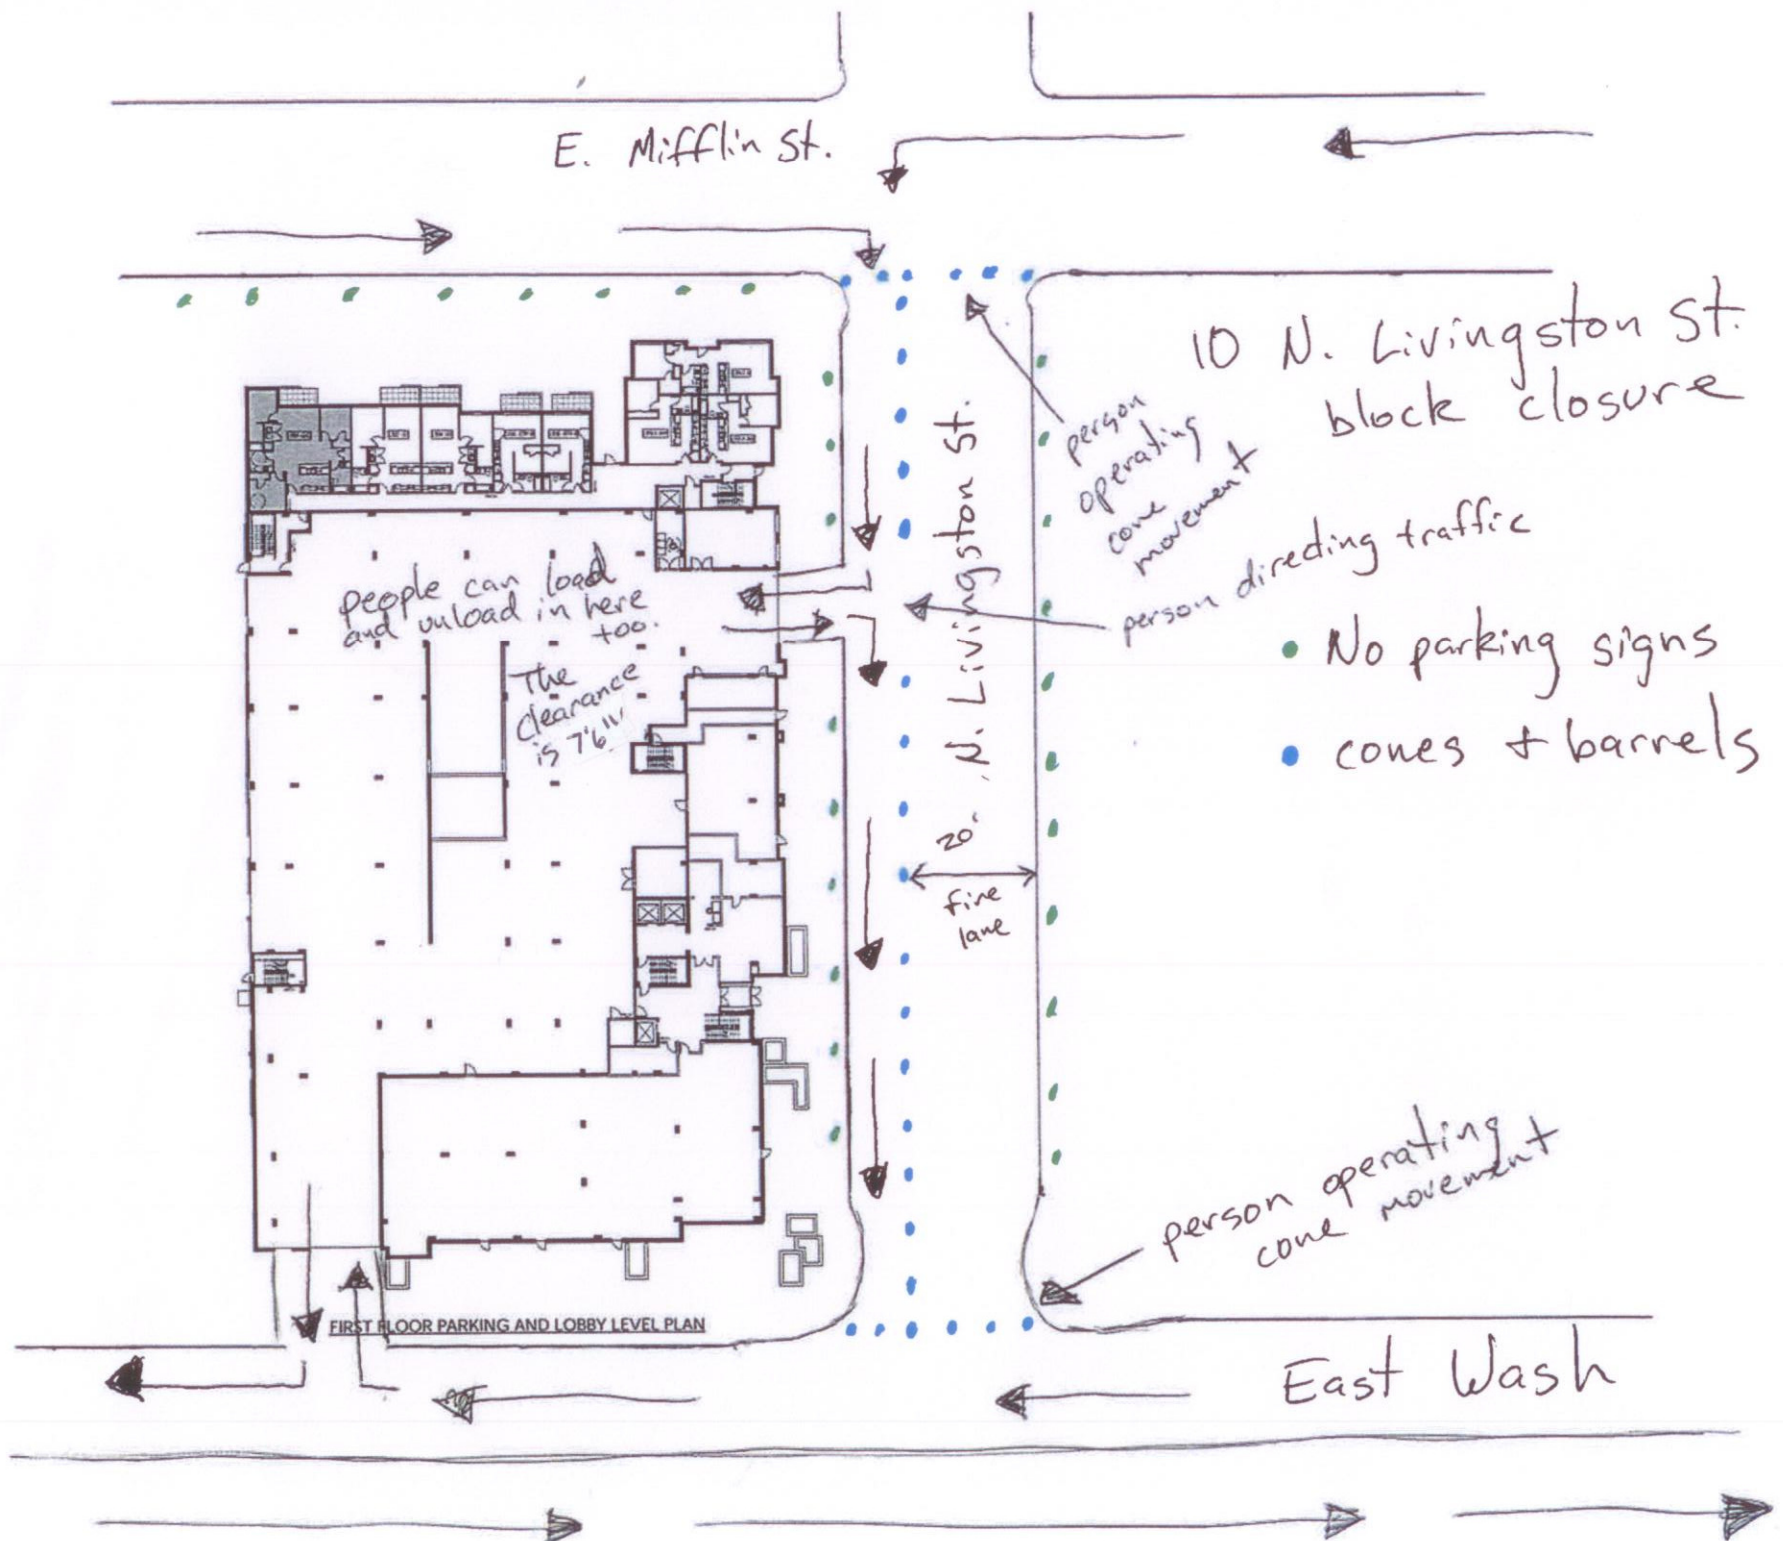 E. Mifflin St.
10 N. Livingston St.
block closure
person
operating
cone
movement
N. Livingston St.
person directing traffic
people can load
and unload in here
too.
The
clearance
is 7'6"
• No parking signs
• cones + barrels
20'
fire
lane
person operating
cone movement
FIRST FLOOR PARKING AND LOBBY LEVEL PLAN
East Wash